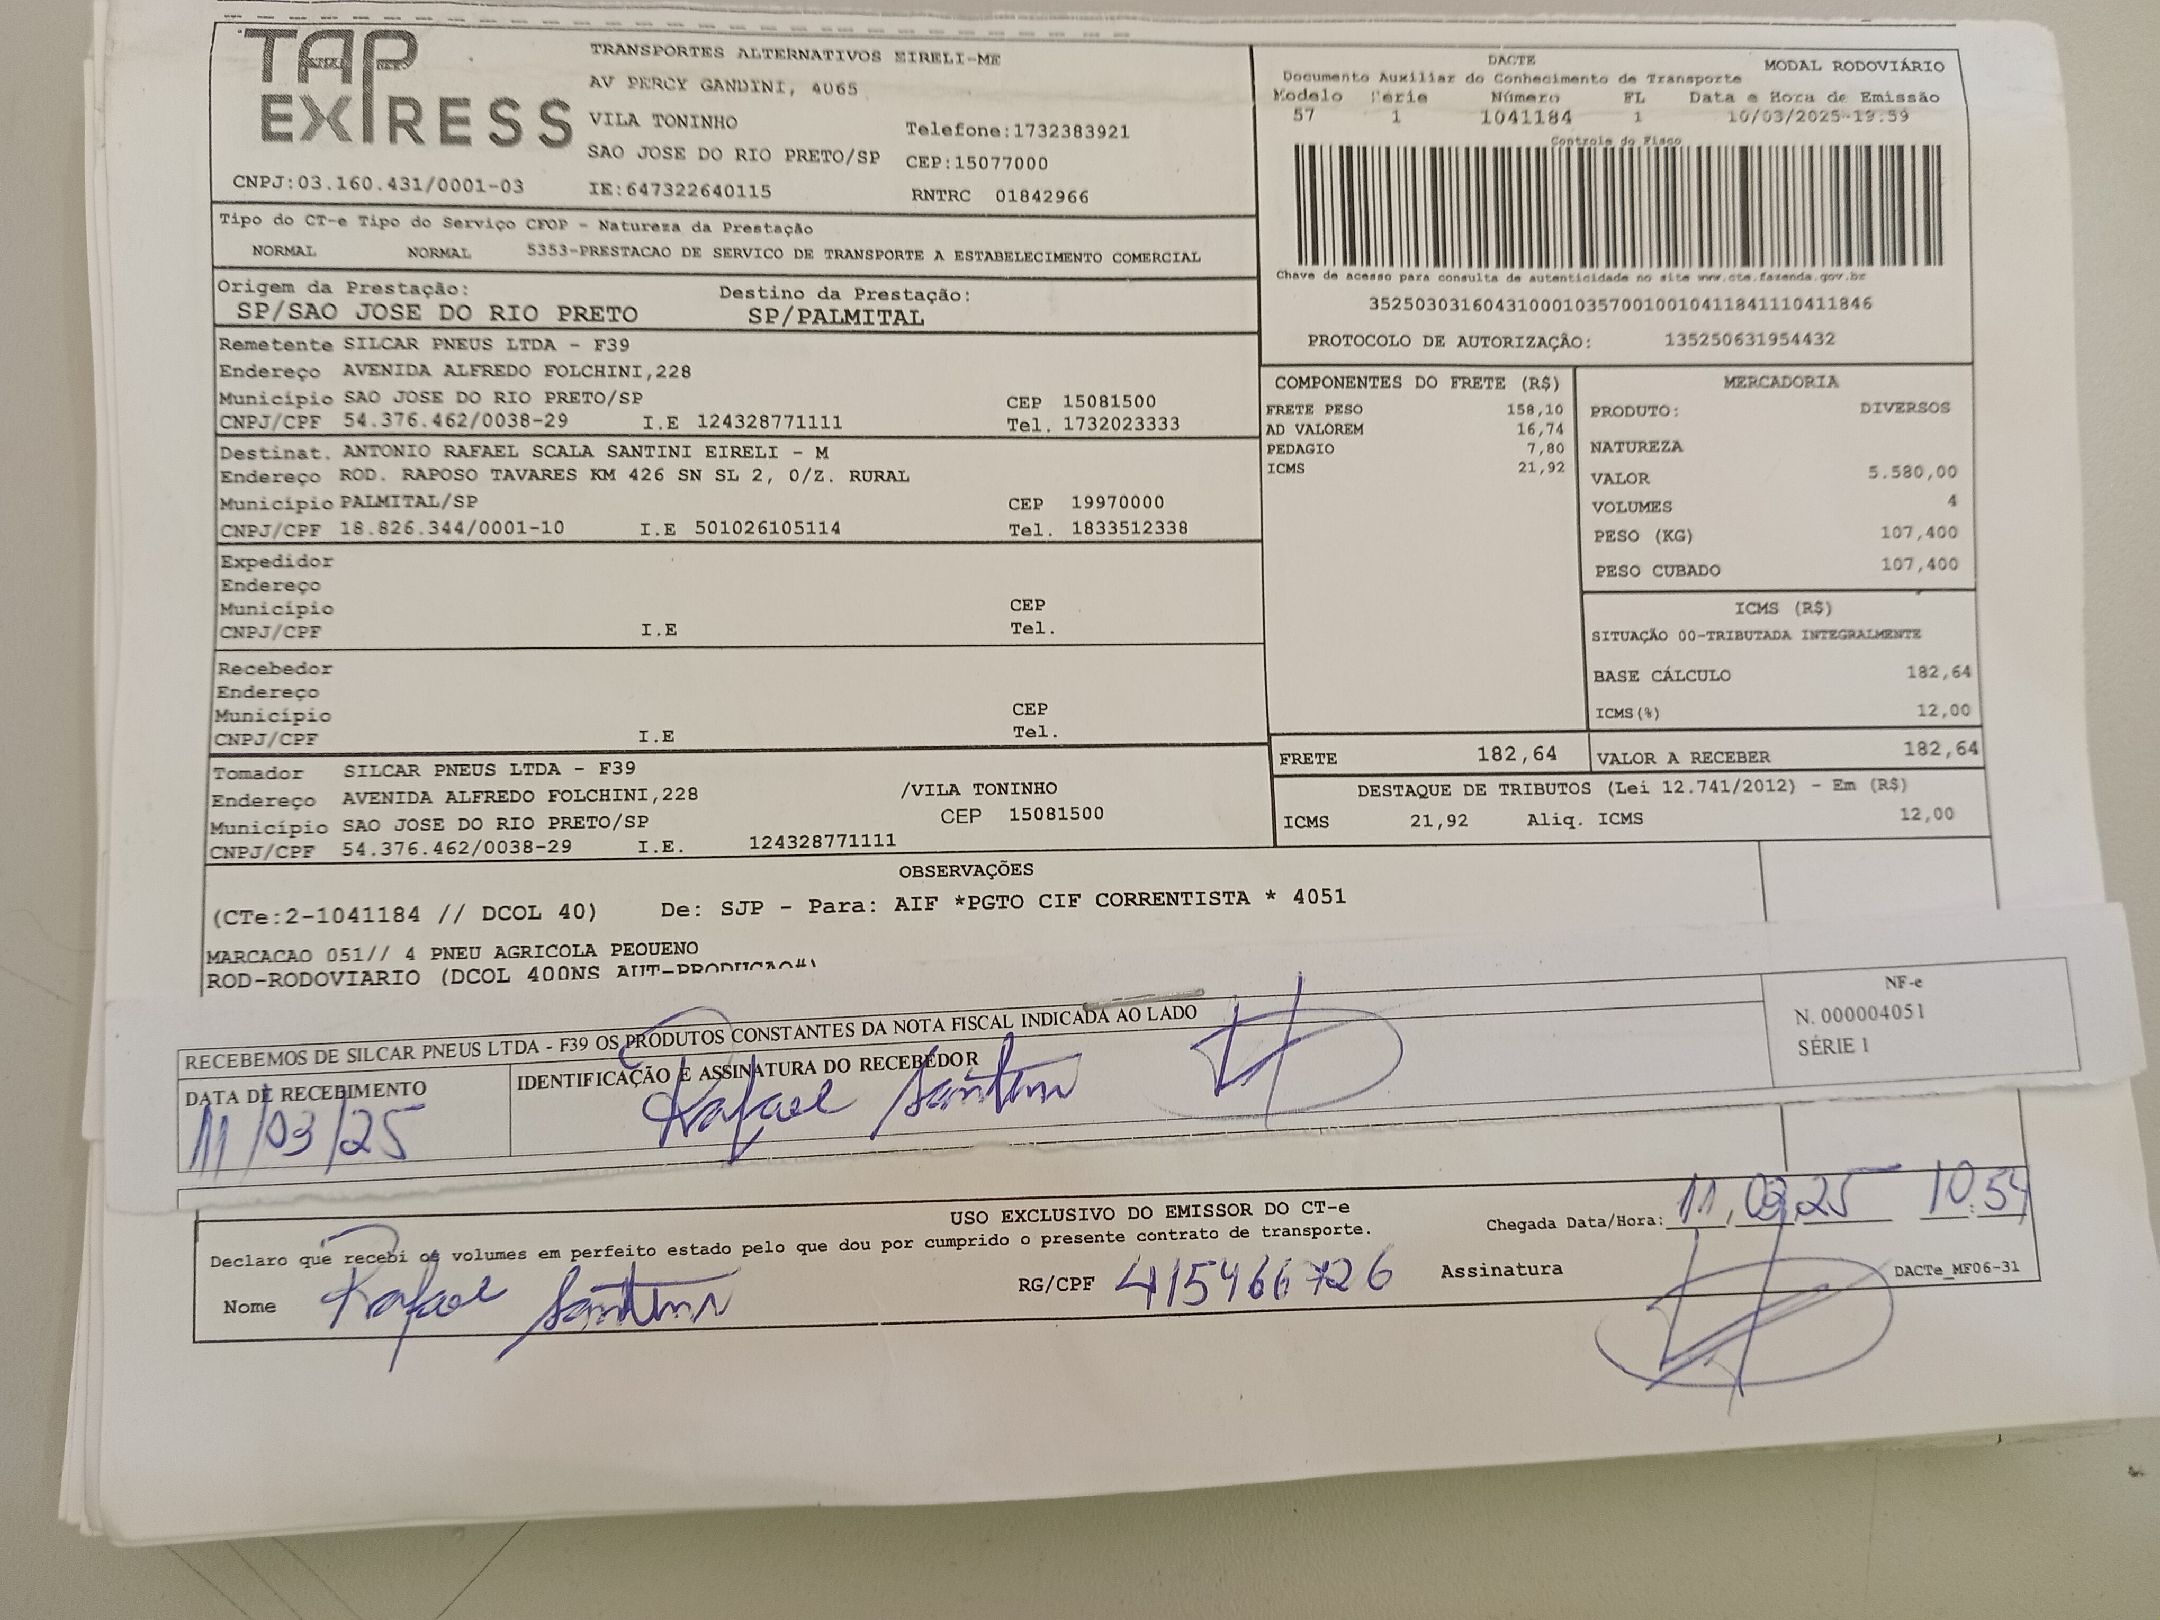 TAP EXPRESS
TRANSPORTES ALTERNATIVOS EIRELI-ME
AV PERCY GANDINI, 4065
VILA TONINHO
Telefone:1732383921
SAO JOSE DO RIO PRETO/SP CEP:15077000
CNPJ:03.160.431/0001-03 IE:647322640115 RNTRC 01842966
DACTE MODAL RODOVIÁRIO
Documento Auxiliar do Conhecimento de Transporte
Modelo Série Número FL Data e Hora de Emissão
57 1 1041184 1 10/03/2025-19:59
Controle do Fisco
Chave de acesso para consulta de autenticidade no site www.cte.fazenda.gov.br
35250303160431000103570010010411841110411846
PROTOCOLO DE AUTORIZAÇÃO: 135250631954432
Tipo do CT-e Tipo do Serviço CFOP - Natureza da Prestação
NORMAL NORMAL 5353-PRESTACAO DE SERVICO DE TRANSPORTE A ESTABELECIMENTO COMERCIAL
Origem da Prestação: Destino da Prestação:
SP/SAO JOSE DO RIO PRETO SP/PALMITAL
Remetente SILCAR PNEUS LTDA - F39
Endereço AVENIDA ALFREDO FOLCHINI,228
Município SAO JOSE DO RIO PRETO/SP CEP 15081500
CNPJ/CPF 54.376.462/0038-29 I.E 124328771111 Tel. 1732023333
Destinat. ANTONIO RAFAEL SCALA SANTINI EIRELI - M
Endereço ROD. RAPOSO TAVARES KM 426 SN SL 2, 0/Z. RURAL
Município PALMITAL/SP CEP 19970000
CNPJ/CPF 18.826.344/0001-10 I.E 501026105114 Tel. 1833512338
Expedidor
Endereço
Município CEP
CNPJ/CPF I.E Tel.
Recebedor
Endereço
Município CEP
CNPJ/CPF I.E Tel.
Tomador SILCAR PNEUS LTDA - F39
Endereço AVENIDA ALFREDO FOLCHINI,228 /VILA TONINHO
Município SAO JOSE DO RIO PRETO/SP CEP 15081500
CNPJ/CPF 54.376.462/0038-29 I.E. 124328771111
COMPONENTES DO FRETE (R$)
FRETE PESO 158,10
AD VALOREM 16,74
PEDAGIO 7,80
ICMS 21,92
MERCADORIA
PRODUTO: DIVERSOS
NATUREZA
VALOR 5.580,00
VOLUMES 4
PESO (KG) 107,400
PESO CUBADO 107,400
ICMS (R$)
SITUAÇÃO 00-TRIBUTADA INTEGRALMENTE
BASE CÁLCULO 182,64
ICMS(%) 12,00
FRETE 182,64 VALOR A RECEBER 182,64
DESTAQUE DE TRIBUTOS (Lei 12.741/2012) - Em (R$)
ICMS 21,92 Aliq. ICMS 12,00
OBSERVAÇÕES
(CTe:2-1041184 // DCOL 40) De: SJP - Para: AIF *PGTO CIF CORRENTISTA * 4051
MARCACAO 051// 4 PNEU AGRICOLA PEQUENO
ROD-RODOVIARIO (DCOL 400NS AUT-PRODUCAO#)
RECEBEMOS DE SILCAR PNEUS LTDA - F39 OS PRODUTOS CONSTANTES DA NOTA FISCAL INDICADA AO LADO
NF-e
N. 000004051
SÉRIE 1
DATA DE RECEBIMENTO IDENTIFICAÇÃO E ASSINATURA DO RECEBEDOR
11/03/25 Rafael Santini
USO EXCLUSIVO DO EMISSOR DO CT-e
Declaro que recebi os volumes em perfeito estado pelo que dou por cumprido o presente contrato de transporte.
Chegada Data/Hora: 11, 03, 25 10:54
Nome Rafael Santini RG/CPF 415466726 Assinatura
DACTe_MF06-31